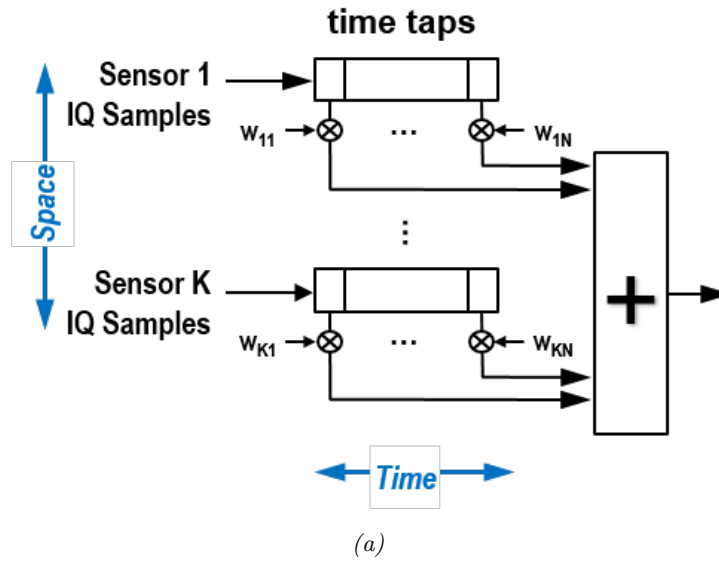 time taps
Sensor 1
IQ Samples
W11
...
W1N
Space
...
Sensor K
IQ Samples
WK1
...
WKN
+
Time
(a)